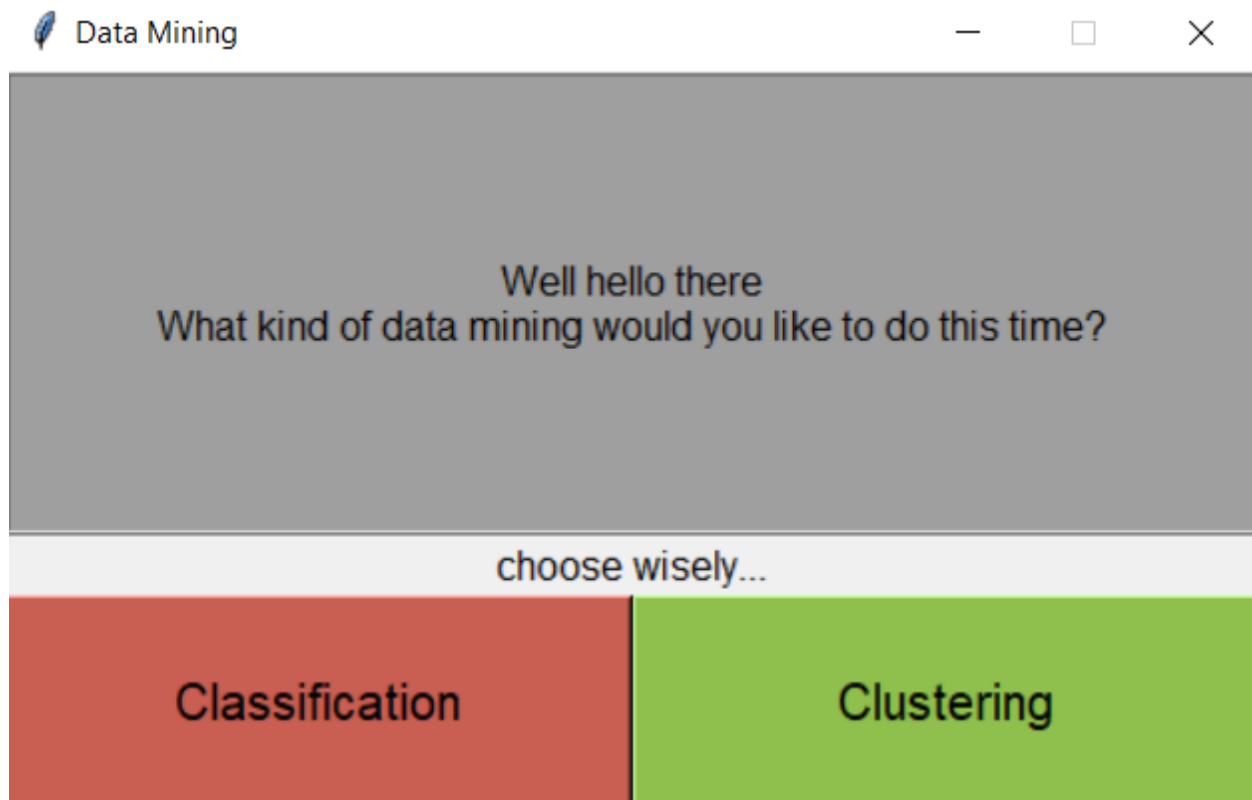 Data Mining
Well hello there
What kind of data mining would you like to do this time?
choose wisely...
Classification
Clustering